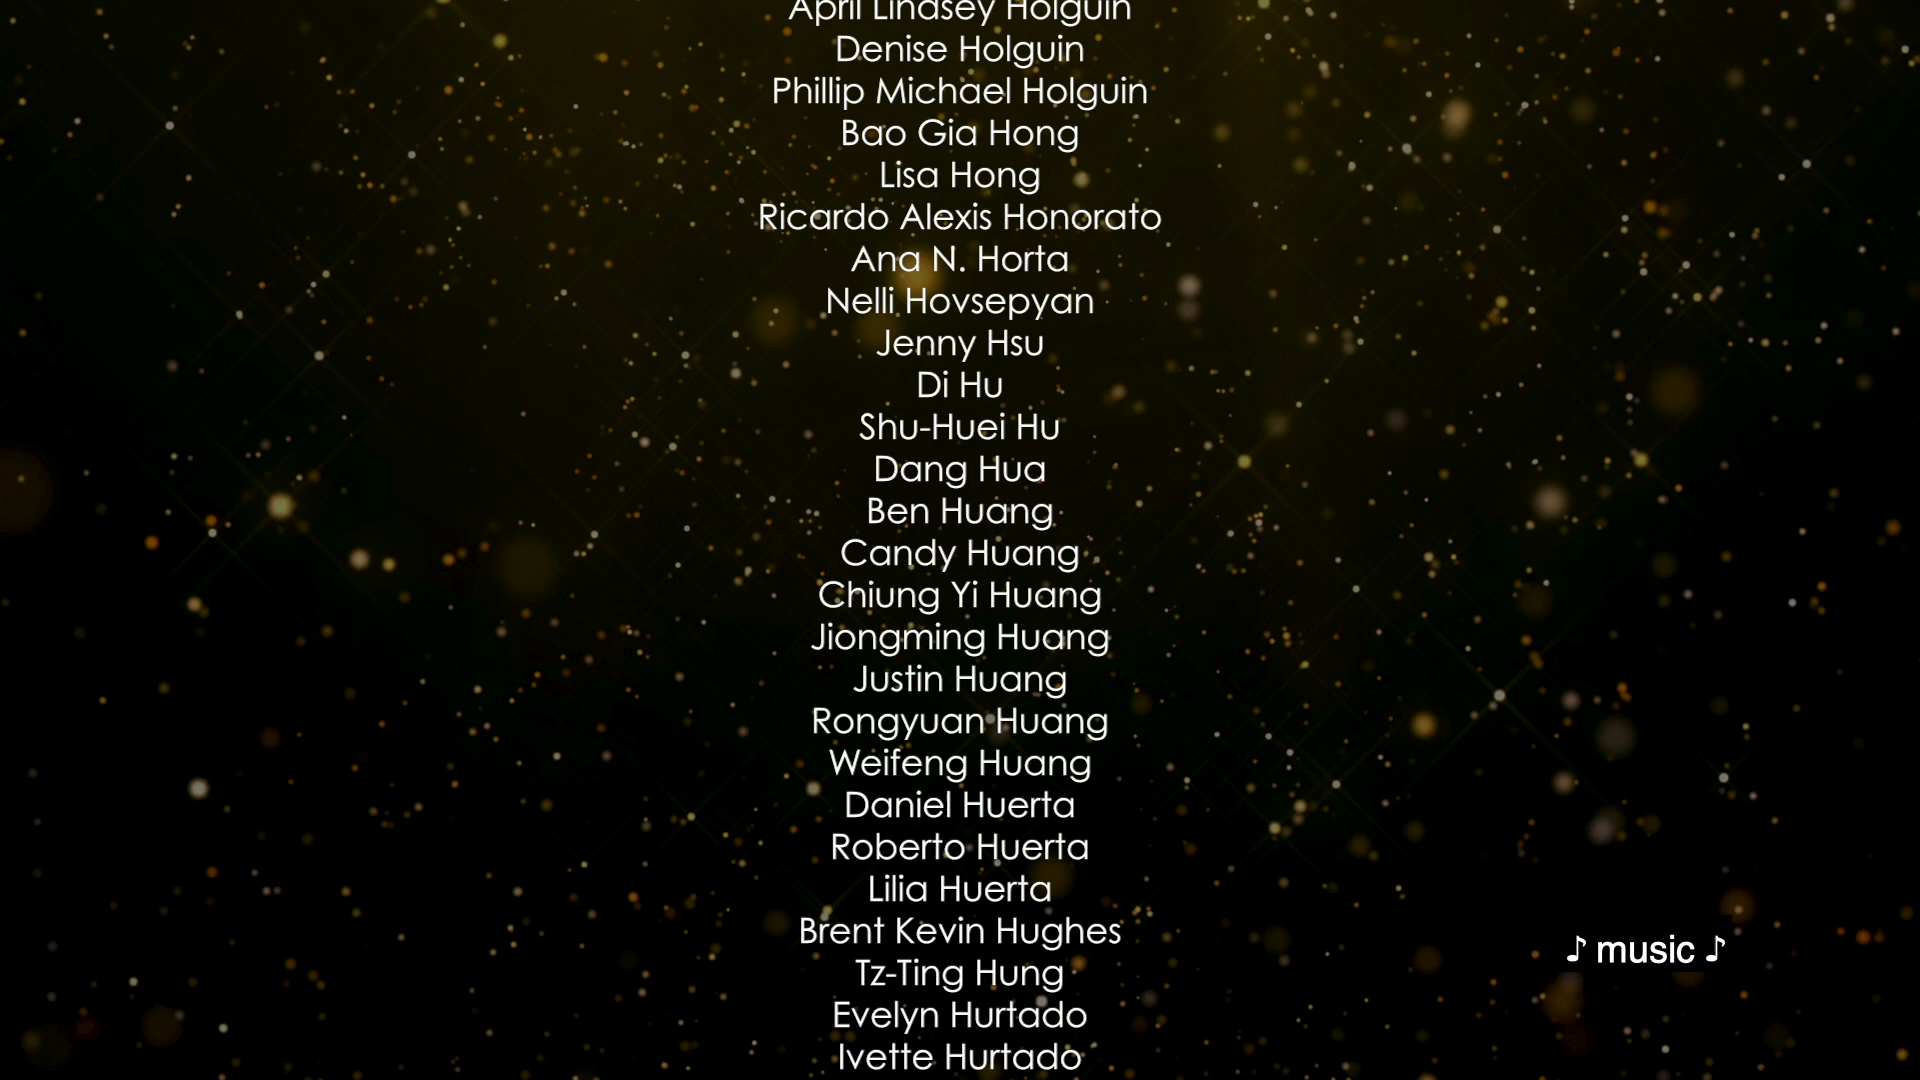 April Lindsey Holguin
Denise Holguin
Phillip Michael Holguin
Bao Gia Hong
Lisa Hong
Ricardo Alexis Honorato
Ana N. Horta
Nelli Hovsepyan
Jenny Hsu
Di Hu
Shu-Huei Hu
Dang Hua
Ben Huang
Candy Huang
Chiung Yi Huang
Jiongming Huang
Justin Huang
Rongyuan Huang
Weifeng Huang
Daniel Huerta
Roberto Huerta
Lilia Huerta
Brent Kevin Hughes
♪ music ♪
Tz-Ting Hung
Evelyn Hurtado
Ivette Hurtado